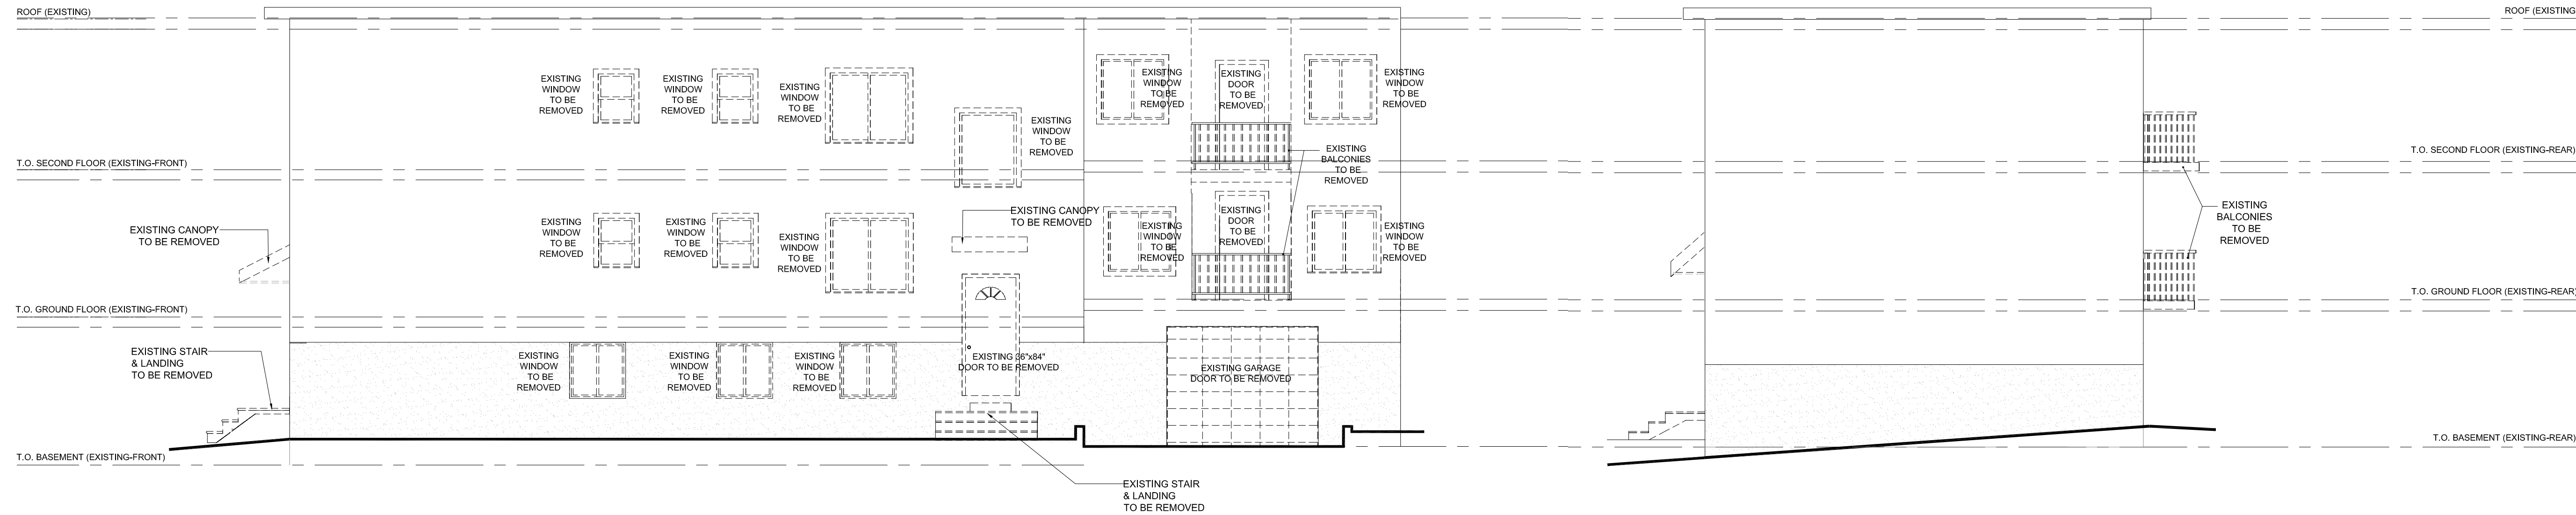 ROOF (EXISTING)
EXISTING
WINDOW
TO BE
REMOVED
EXISTING
WINDOW
TO BE
REMOVED
EXISTING
WINDOW
TO BE
REMOVED
EXISTING
WINDOW
TO BE
REMOVED
EXISTING
WINDOW
TO BE
REMOVED
EXISTING
DOOR
TO BE
REMOVED
EXISTING
WINDOW
TO BE
REMOVED
EXISTING
BALCONIES
TO BE
REMOVED
T.O. SECOND FLOOR (EXISTING-FRONT)
EXISTING CANOPY
TO BE REMOVED
EXISTING
WINDOW
TO BE
REMOVED
EXISTING
WINDOW
TO BE
REMOVED
EXISTING
WINDOW
TO BE
REMOVED
EXISTING CANOPY
TO BE REMOVED
EXISTING
WINDOW
TO BE
REMOVED
EXISTING
DOOR
TO BE
REMOVED
EXISTING
WINDOW
TO BE
REMOVED
T.O. GROUND FLOOR (EXISTING-FRONT)
EXISTING STAIR
& LANDING
TO BE REMOVED
EXISTING
WINDOW
TO BE
REMOVED
EXISTING
WINDOW
TO BE
REMOVED
EXISTING
WINDOW
TO BE
REMOVED
EXISTING 36"x84"
DOOR TO BE REMOVED
EXISTING GARAGE
DOOR TO BE REMOVED
T.O. BASEMENT (EXISTING-FRONT)
EXISTING STAIR
& LANDING
TO BE REMOVED
ROOF (EXISTING
T.O. SECOND FLOOR (EXISTING-REAR)
EXISTING
BALCONIES
TO BE
REMOVED
T.O. GROUND FLOOR (EXISTING-REAR)
T.O. BASEMENT (EXISTING-REAR)